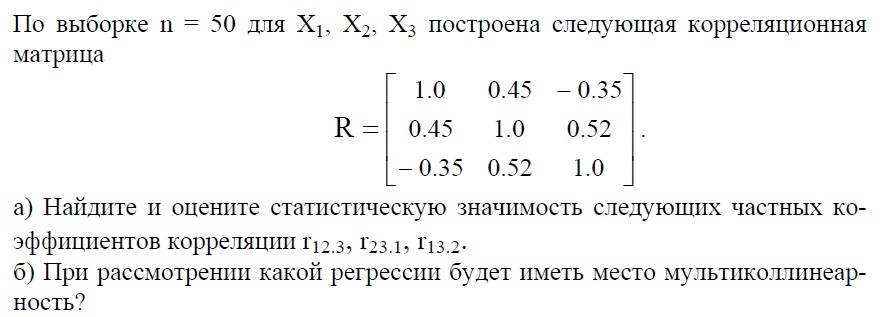 По выборке n = 50 для X₁, X₂, X₃ построена следующая корреляционная
матрица
R = [ 1.0 0.45 – 0.35
0.45 1.0 0.52
– 0.35 0.52 1.0 ] .
а) Найдите и оцените статистическую значимость следующих частных ко-
эффициентов корреляции r₁₂.₃, r₂₃.₁, r₁₃.₂.
б) При рассмотрении какой регрессии будет иметь место мультиколлинеар-
ность?